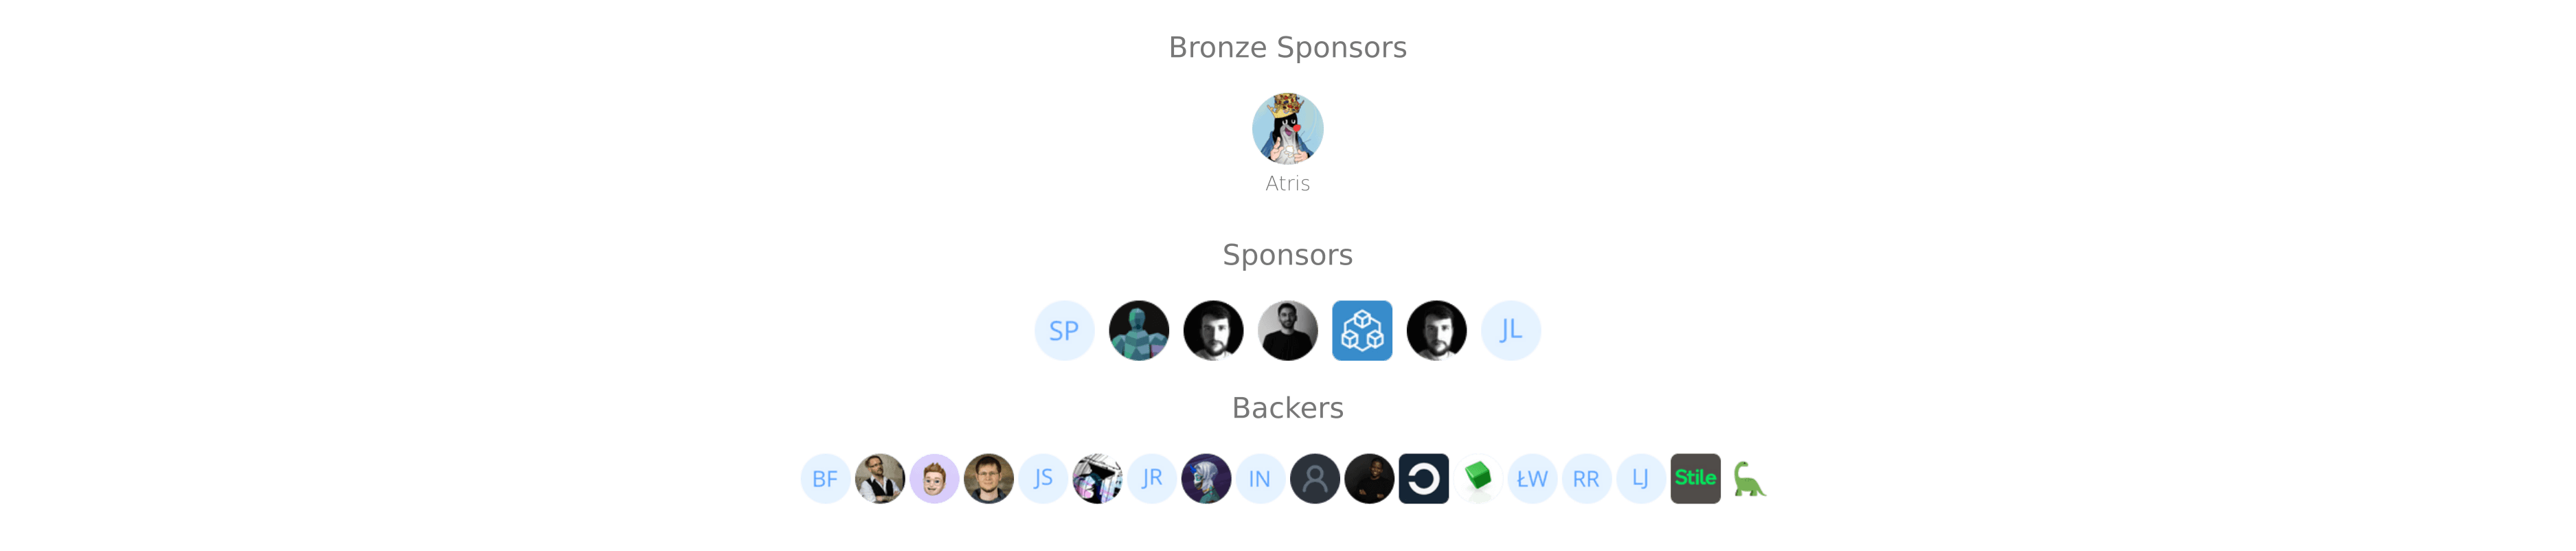 Bronze Sponsors
Atris
Sponsors
SP JL
Backers
BF JS JR IN ŁW RR LJ Stile